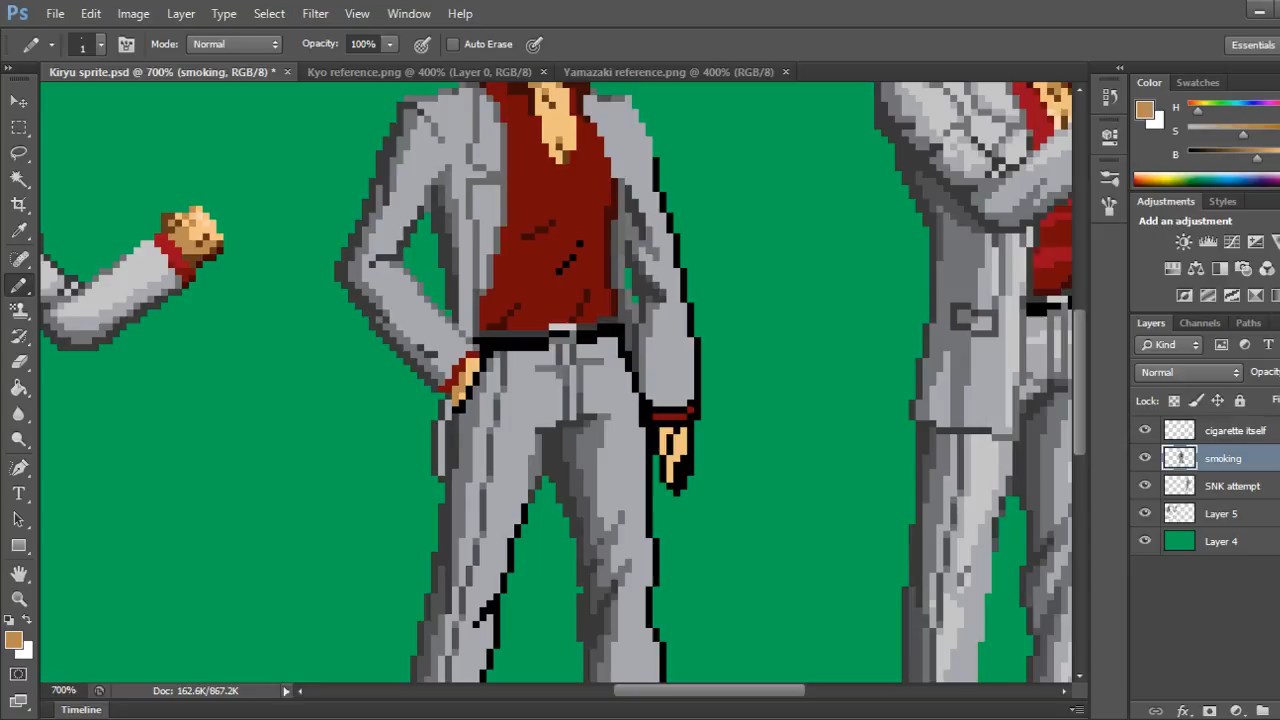 Ps File Edit Image Layer Type Select Filter View Window Help
1 Mode: Normal Opacity: 100% Auto Erase Essentials
Kiryu sprite.psd @ 700% (smoking, RGB/8) * × Kyo reference.png @ 400% (Layer 0, RGB/8) × Yamazaki reference.png @ 400% (RGB/8) ×
Color Swatches
H
S
B
Adjustments Styles
Add an adjustment
Layers Channels Paths
Kind
Normal Opacity:
Lock:
cigarette itself
smoking
SNK attempt
Layer 5
Layer 4
700% Doc: 162.6K/867.2K
Timeline
fx